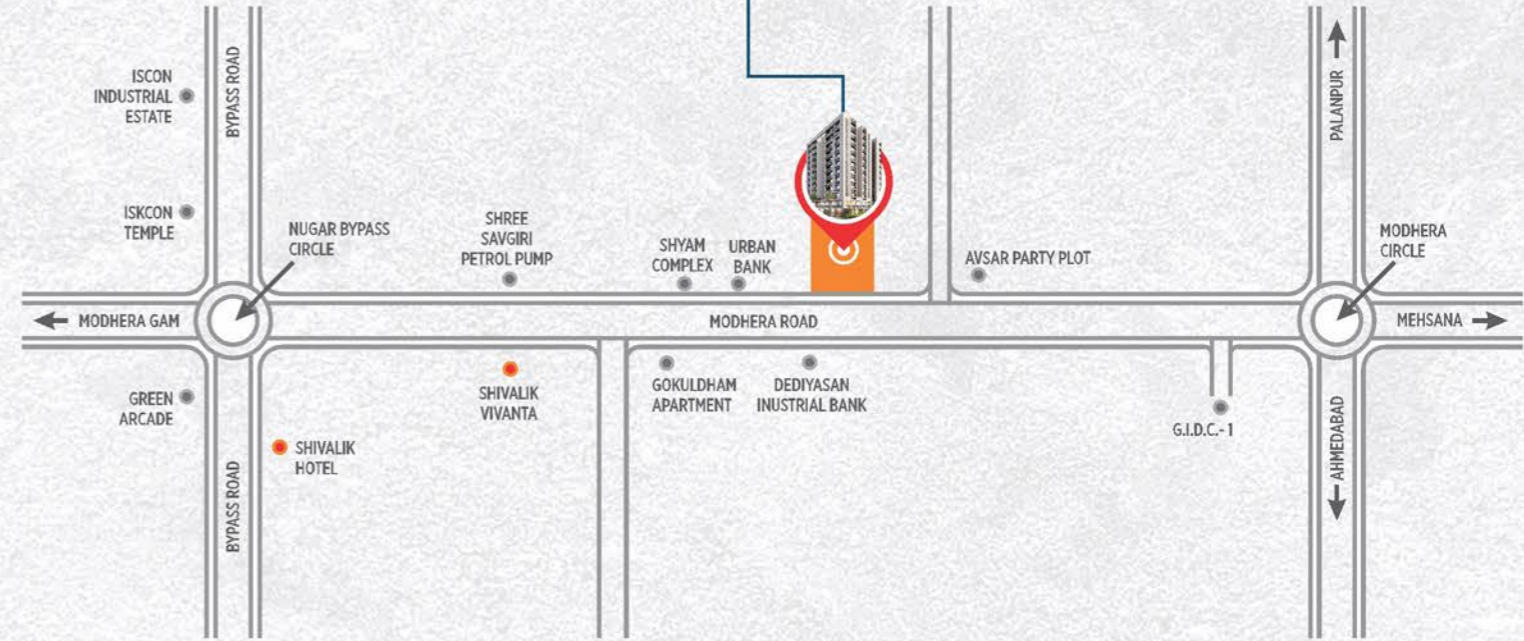 ISCON
INDUSTRIAL
ESTATE
BYPASS ROAD
PALANPUR
ISKCON
TEMPLE
NUGAR BYPASS
CIRCLE
SHREE
SAVGIRI
PETROL PUMP
SHYAM
COMPLEX
URBAN
BANK
AVSAR PARTY PLOT
MODHERA
CIRCLE
MODHERA GAM
MODHERA ROAD
MEHSANA
GREEN
ARCADE
SHIVALIK
VIVANTA
GOKULDHAM
APARTMENT
DEDIYASAN
INUSTRIAL BANK
G.I.D.C.-1
AHMEDABAD
SHIVALIK
HOTEL
BYPASS ROAD